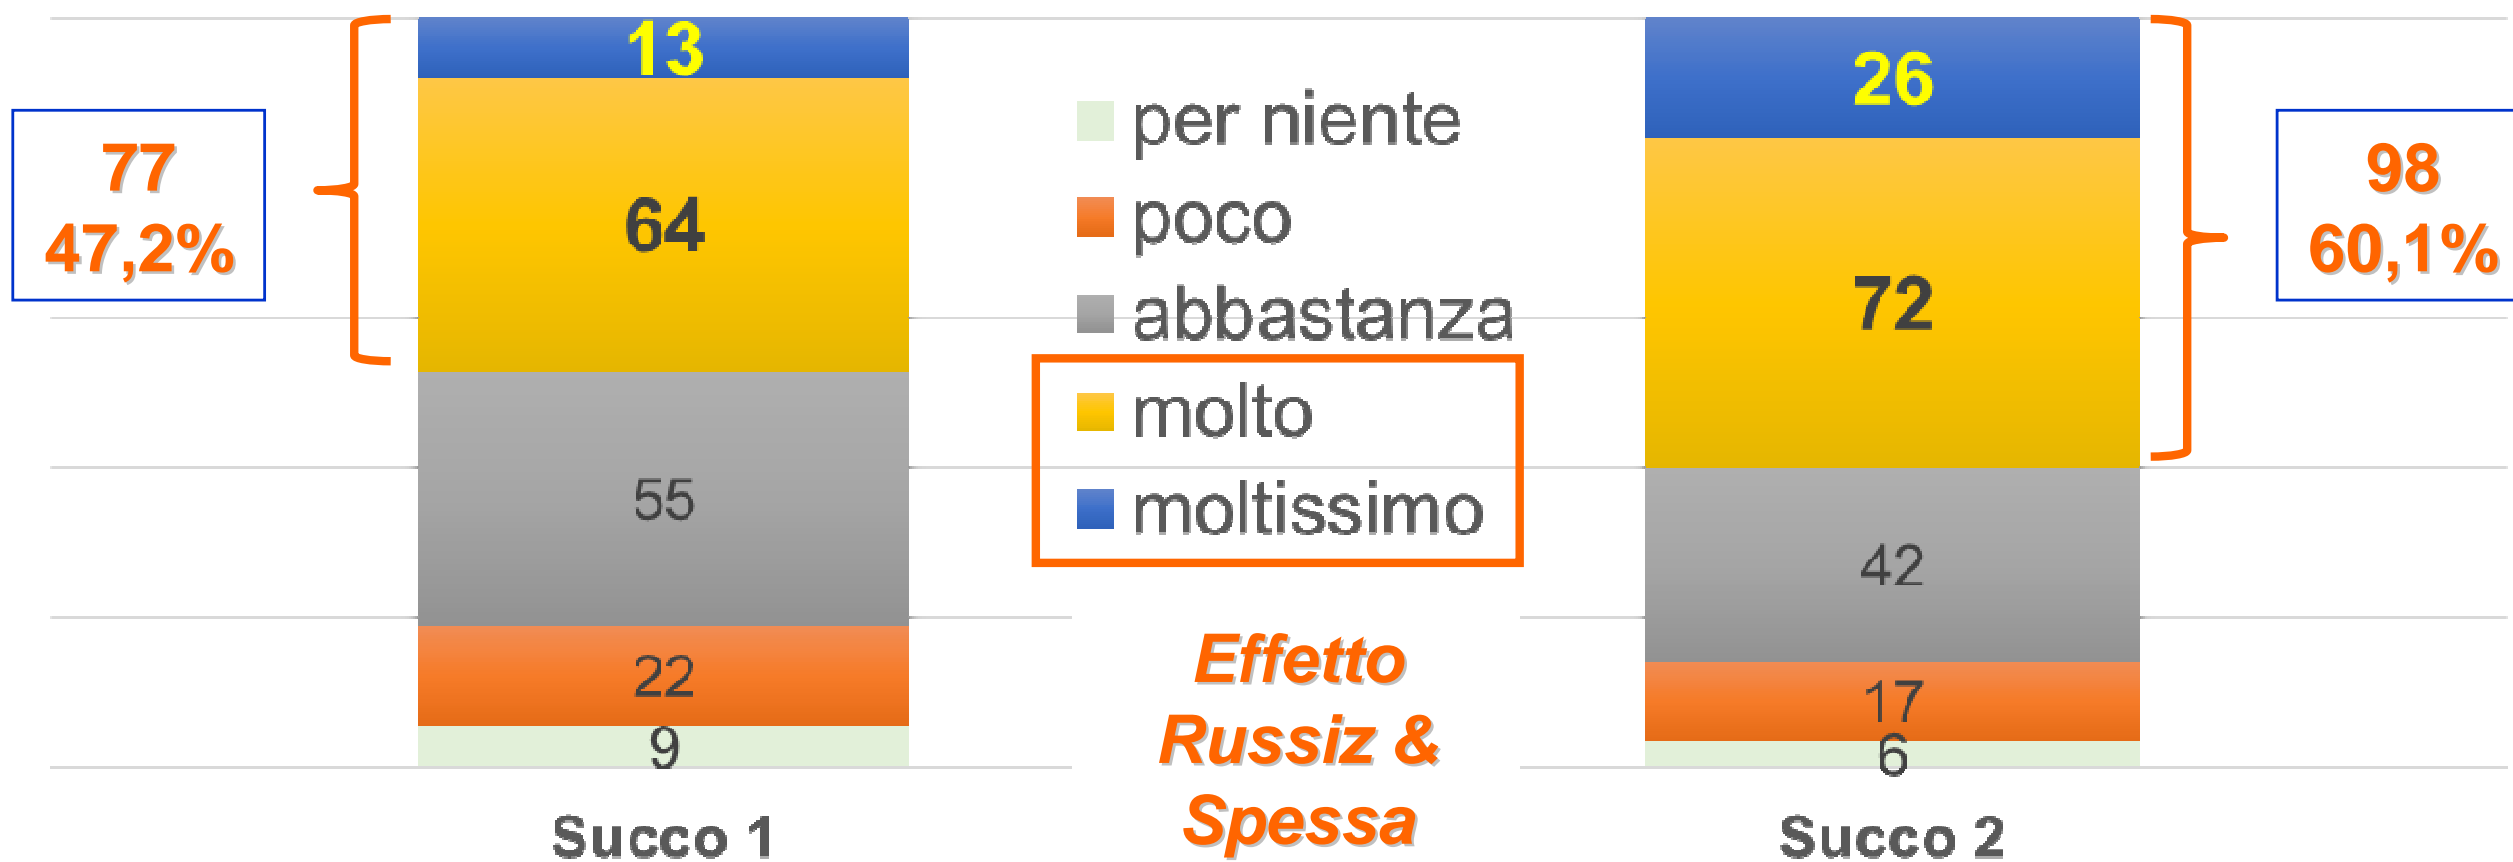 77
47,2%
13
64
55
22
9
Succo 1
per niente
poco
abbastanza
molto
moltissimo
Effetto
Russiz &
Spessa
26
72
42
17
6
Succo 2
98
60,1%